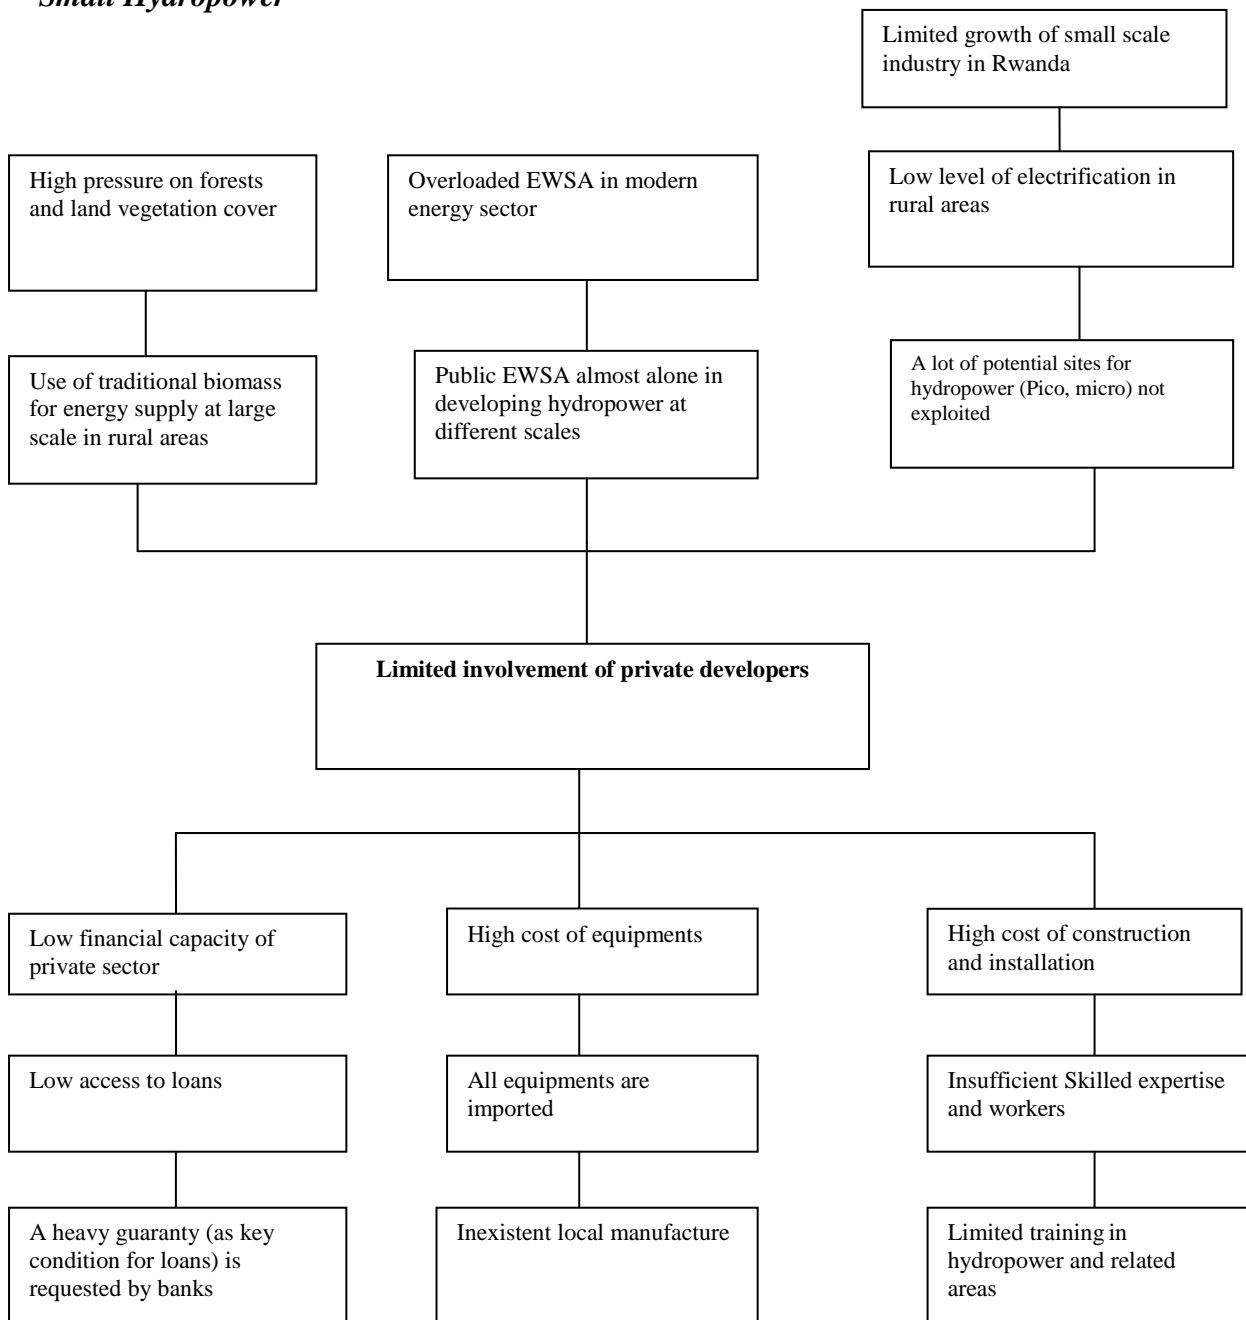 Small Hydropower
Limited growth of small scale
industry in Rwanda
High pressure on forests
and land vegetation cover
Overloaded EWSA in modern
energy sector
Low level of electrification in
rural areas
Use of traditional biomass
for energy supply at large
scale in rural areas
Public EWSA almost alone in
developing hydropower at
different scales
A lot of potential sites for
hydropower (Pico, micro) not
exploited
Limited involvement of private developers
Low financial capacity of
private sector
High cost of equipments
High cost of construction
and installation
Low access to loans
All equipments are
imported
Insufficient Skilled expertise
and workers
A heavy guaranty (as key
condition for loans) is
requested by banks
Inexistent local manufacture
Limited training in
hydropower and related
areas